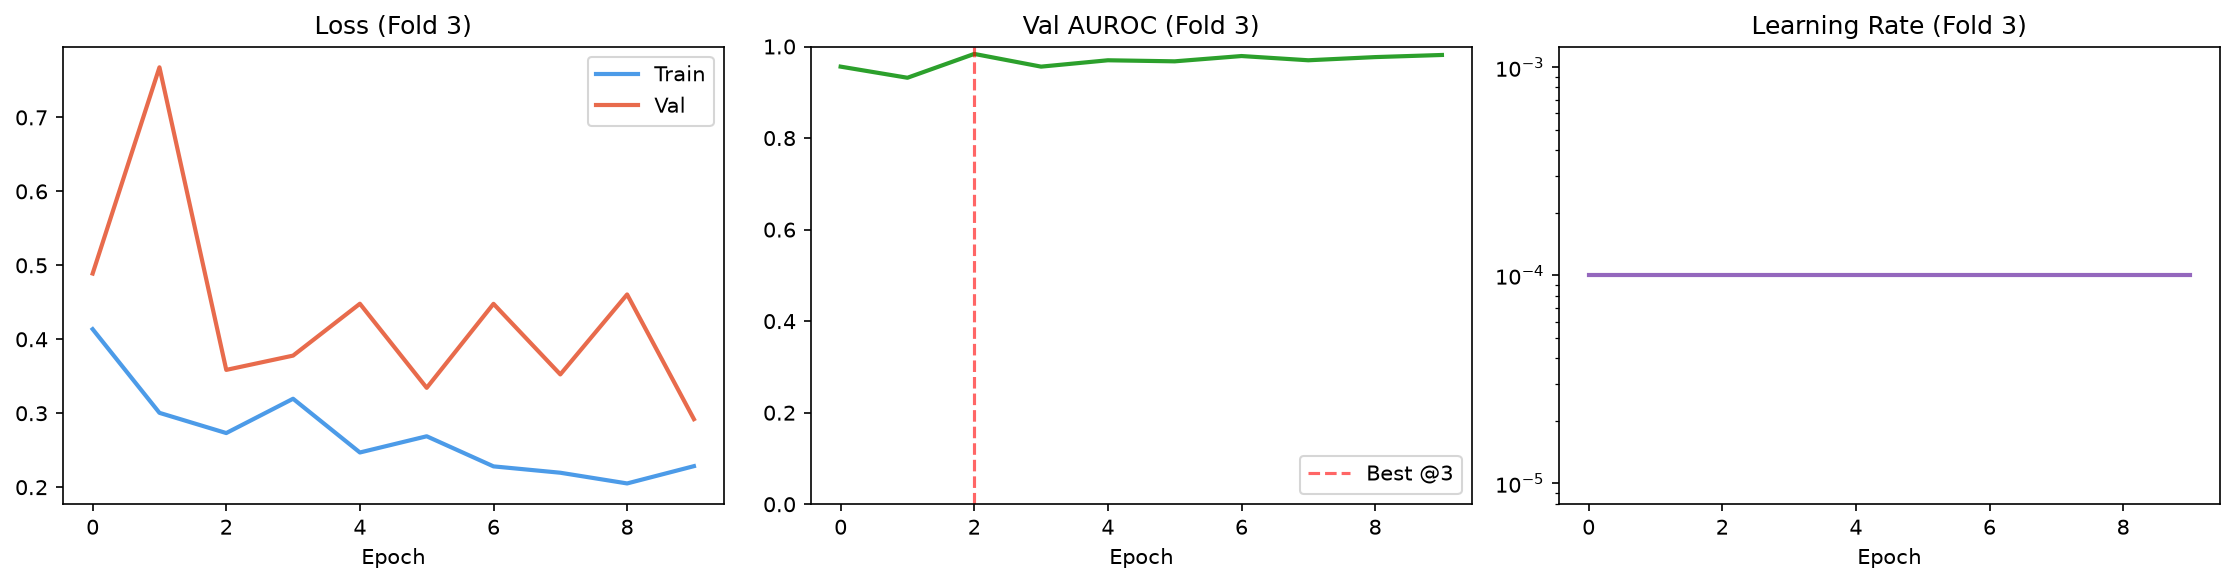 Loss (Fold 3)
Train
Val
0.7
0.6
0.5
0.4
0.3
0.2
0 2 4 6 8
Epoch
Val AUROC (Fold 3)
1.0
0.8
0.6
0.4
0.2
0.0
Best @3
0 2 4 6 8
Epoch
Learning Rate (Fold 3)
10⁻³
10⁻⁴
10⁻⁵
0 2 4 6 8
Epoch